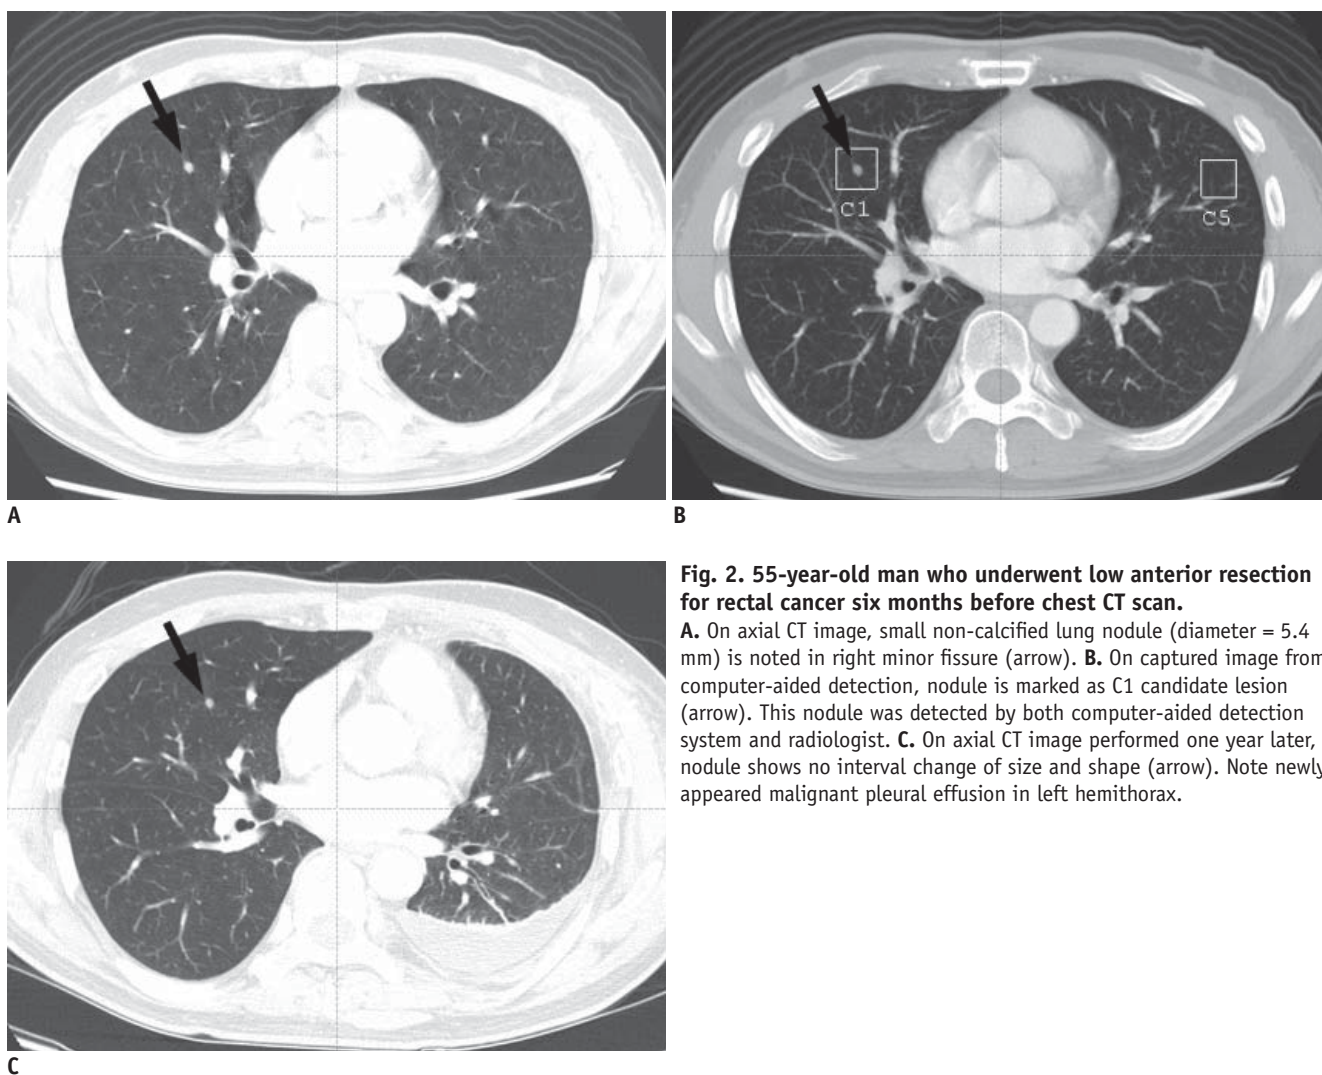 C1
C5
A
B
Fig. 2. 55-year-old man who underwent low anterior resection
for rectal cancer six months before chest CT scan.
A. On axial CT image, small non-calcified lung nodule (diameter = 5.4
mm) is noted in right minor fissure (arrow). B. On captured image from
computer-aided detection, nodule is marked as C1 candidate lesion
(arrow). This nodule was detected by both computer-aided detection
system and radiologist. C. On axial CT image performed one year later,
nodule shows no interval change of size and shape (arrow). Note newly
appeared malignant pleural effusion in left hemithorax.
C